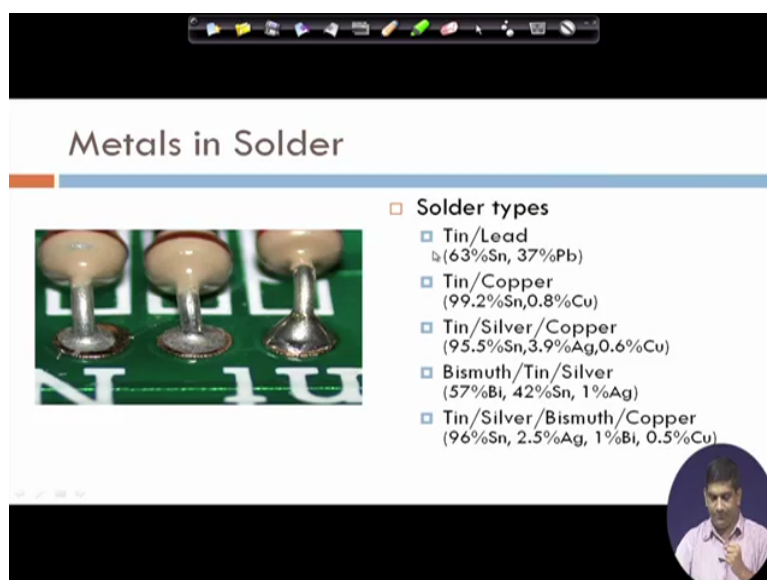 Metals in Solder
Solder types
Tin/Lead
(63%Sn, 37%Pb)
Tin/Copper
(99.2%Sn,0.8%Cu)
Tin/Silver/Copper
(95.5%Sn,3.9%Ag,0.6%Cu)
Bismuth/Tin/Silver
(57%Bi, 42%Sn, 1%Ag)
Tin/Silver/Bismuth/Copper
(96%Sn, 2.5%Ag, 1%Bi, 0.5%Cu)